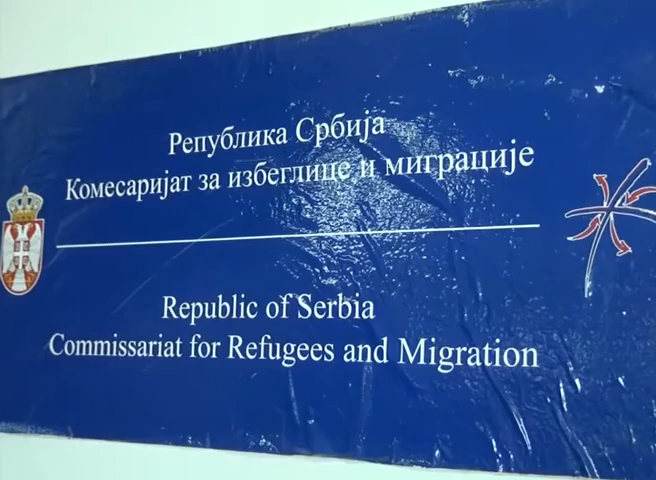 Република Србија
Комесаријат за избеглице и миграције
Republic of Serbia
Commissariat for Refugees and Migration